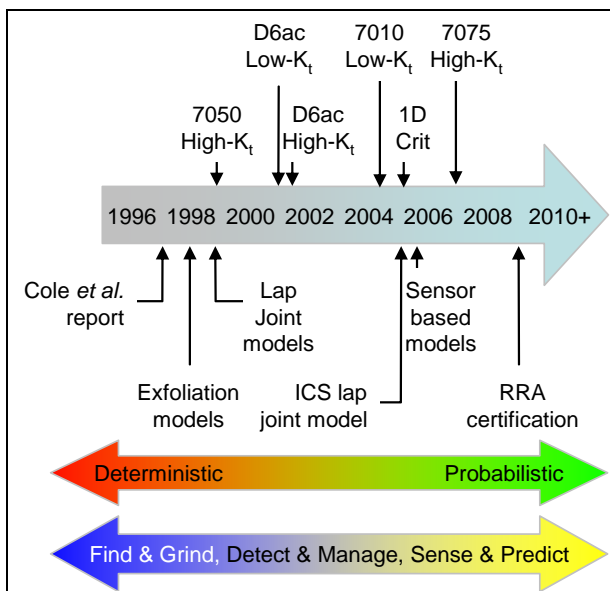 D6ac
Low-Kt
7010
Low-Kt
7075
High-Kt
7050
High-Kt
D6ac
High-Kt
1D
Crit
1996 1998 2000 2002 2004 2006 2008 2010+
Cole et al.
report
Lap
Joint
models
Sensor
based
models
Exfoliation
models
ICS lap
joint model
RRA
certification
Deterministic
Probabilistic
Find & Grind, Detect & Manage, Sense & Predict